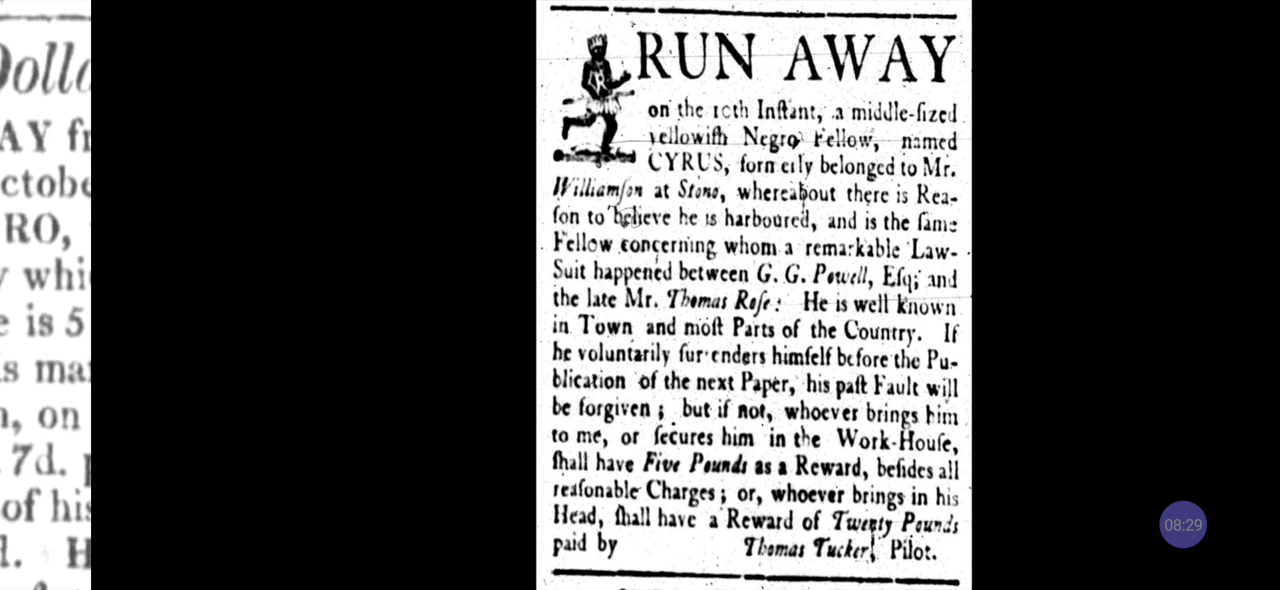 Dolla
AY fr
ctobe
RO,
whi
e is 5
s ma
, on
7d. p
of his
d. H
RUN AWAY
on the 10th Inſtant, a middle-ſized
yellowiſh Negro Fellow, named
CYRUS, formerly belonged to Mr.
Williamſon at Stono, whereabout there is Rea-
ſon to believe he is harboured, and is the ſame
Fellow concerning whom a remarkable Law-
Suit happened between G. G. Powell, Eſq; and
the late Mr. Thomas Roſe: He is well known
in Town and moſt Parts of the Country. If
he voluntarily ſurrenders himſelf before the Pu-
blication of the next Paper, his paſt Fault will
be forgiven; but if not, whoever brings him
to me, or ſecures him in the Work-Houſe,
ſhall have Five Pounds as a Reward, beſides all
reaſonable Charges; or, whoever brings in his
Head, ſhall have a Reward of Twenty Pounds
paid by Thomas Tucker, Pilot.
08:29